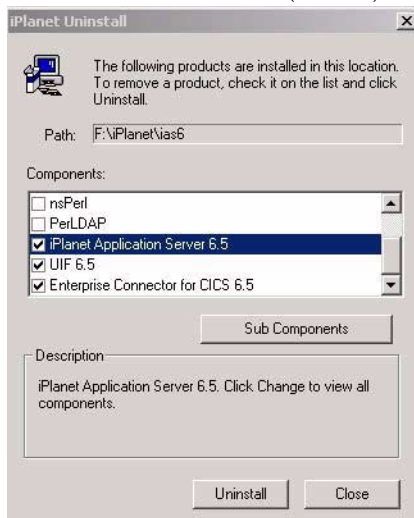 iPlanet Uninstall
The following products are installed in this location.
To remove a product, check it on the list and click
Uninstall.
Path: F:\iPlanet\ias6
Components:
nsPerl
PerLDAP
iPlanet Application Server 6.5
UIF 6.5
Enterprise Connector for CICS 6.5
Sub Components
Description
iPlanet Application Server 6.5. Click Change to view all
components.
Uninstall Close